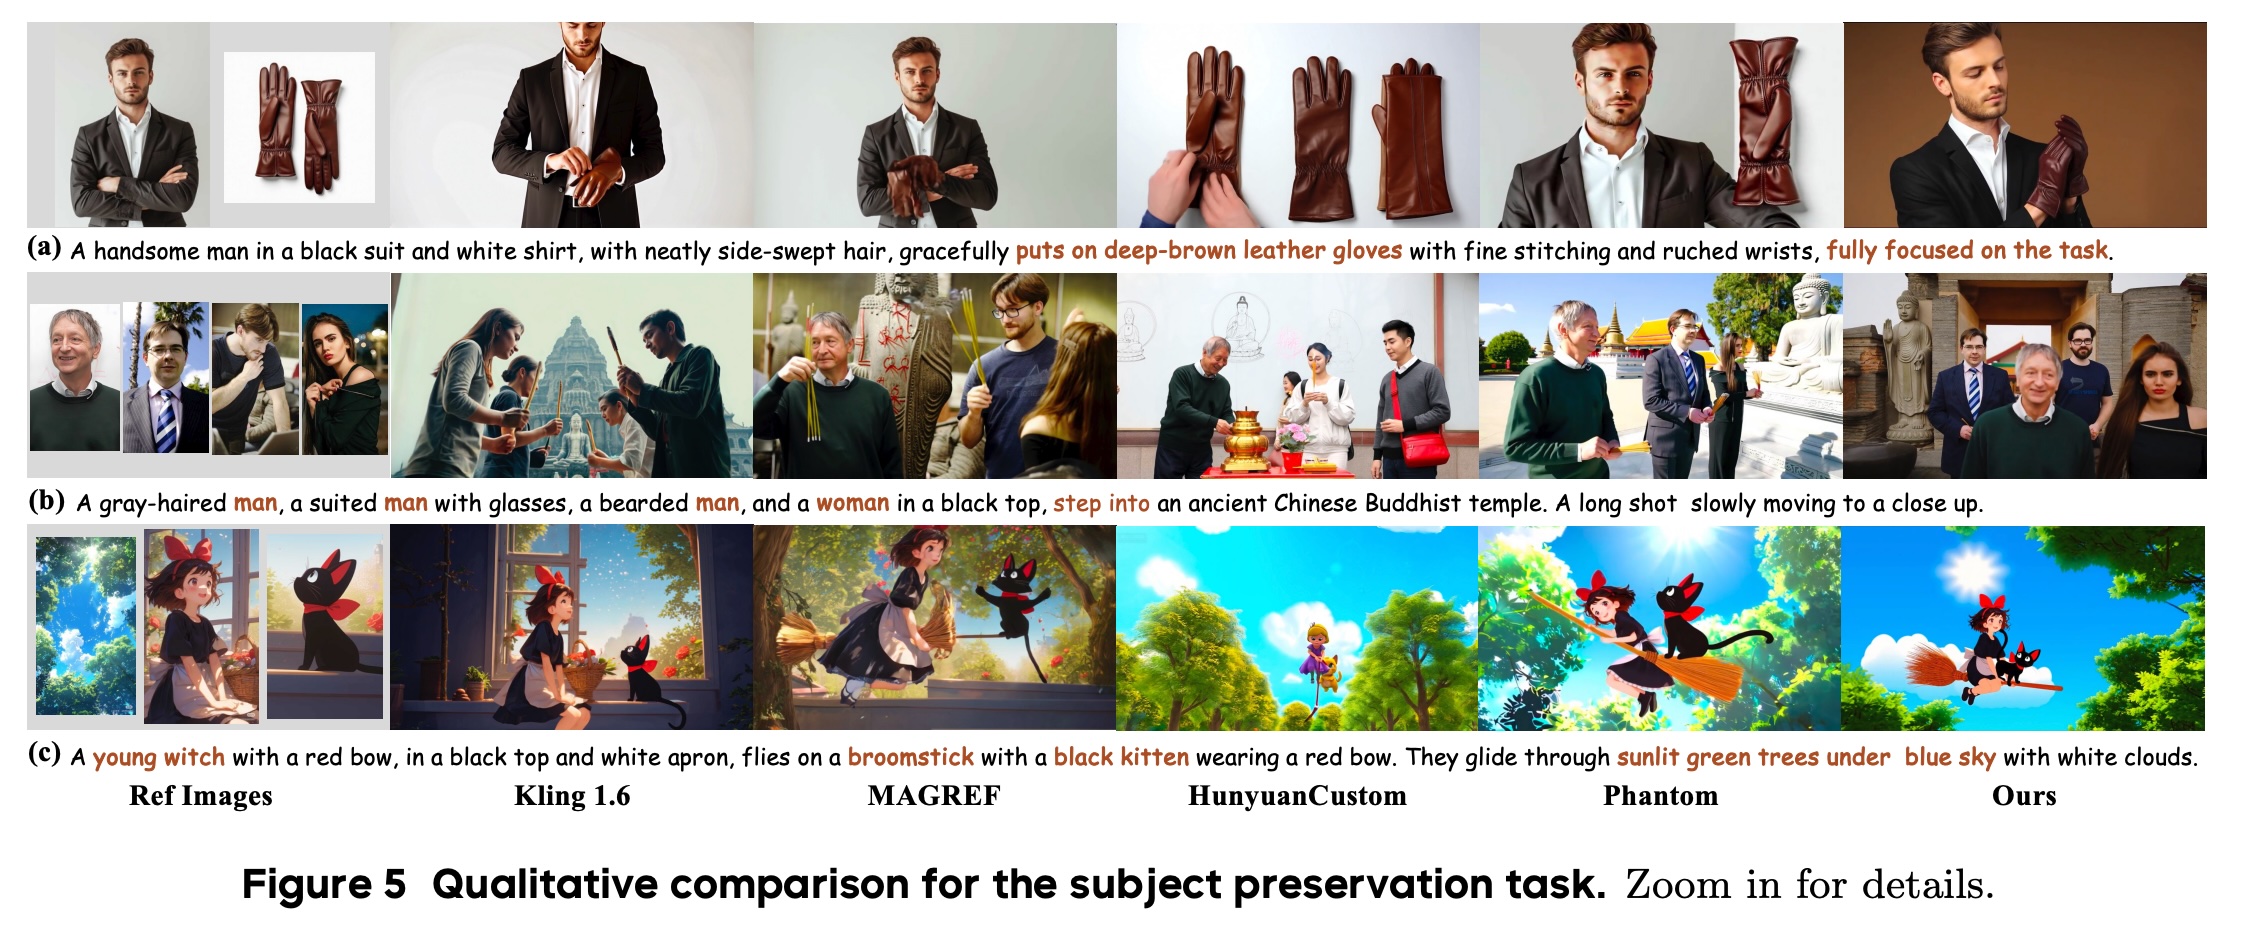 (a) A handsome man in a black suit and white shirt, with neatly side-swept hair, gracefully puts on deep-brown leather gloves with fine stitching and ruched wrists, fully focused on the task.
(b) A gray-haired man, a suited man with glasses, a bearded man, and a woman in a black top, step into an ancient Chinese Buddhist temple. A long shot slowly moving to a close up.
(c) A young witch with a red bow, in a black top and white apron, flies on a broomstick with a black kitten wearing a red bow. They glide through sunlit green trees under blue sky with white clouds.
Ref Images Kling 1.6 MAGREF HunyuanCustom Phantom Ours
Figure 5 Qualitative comparison for the subject preservation task. Zoom in for details.